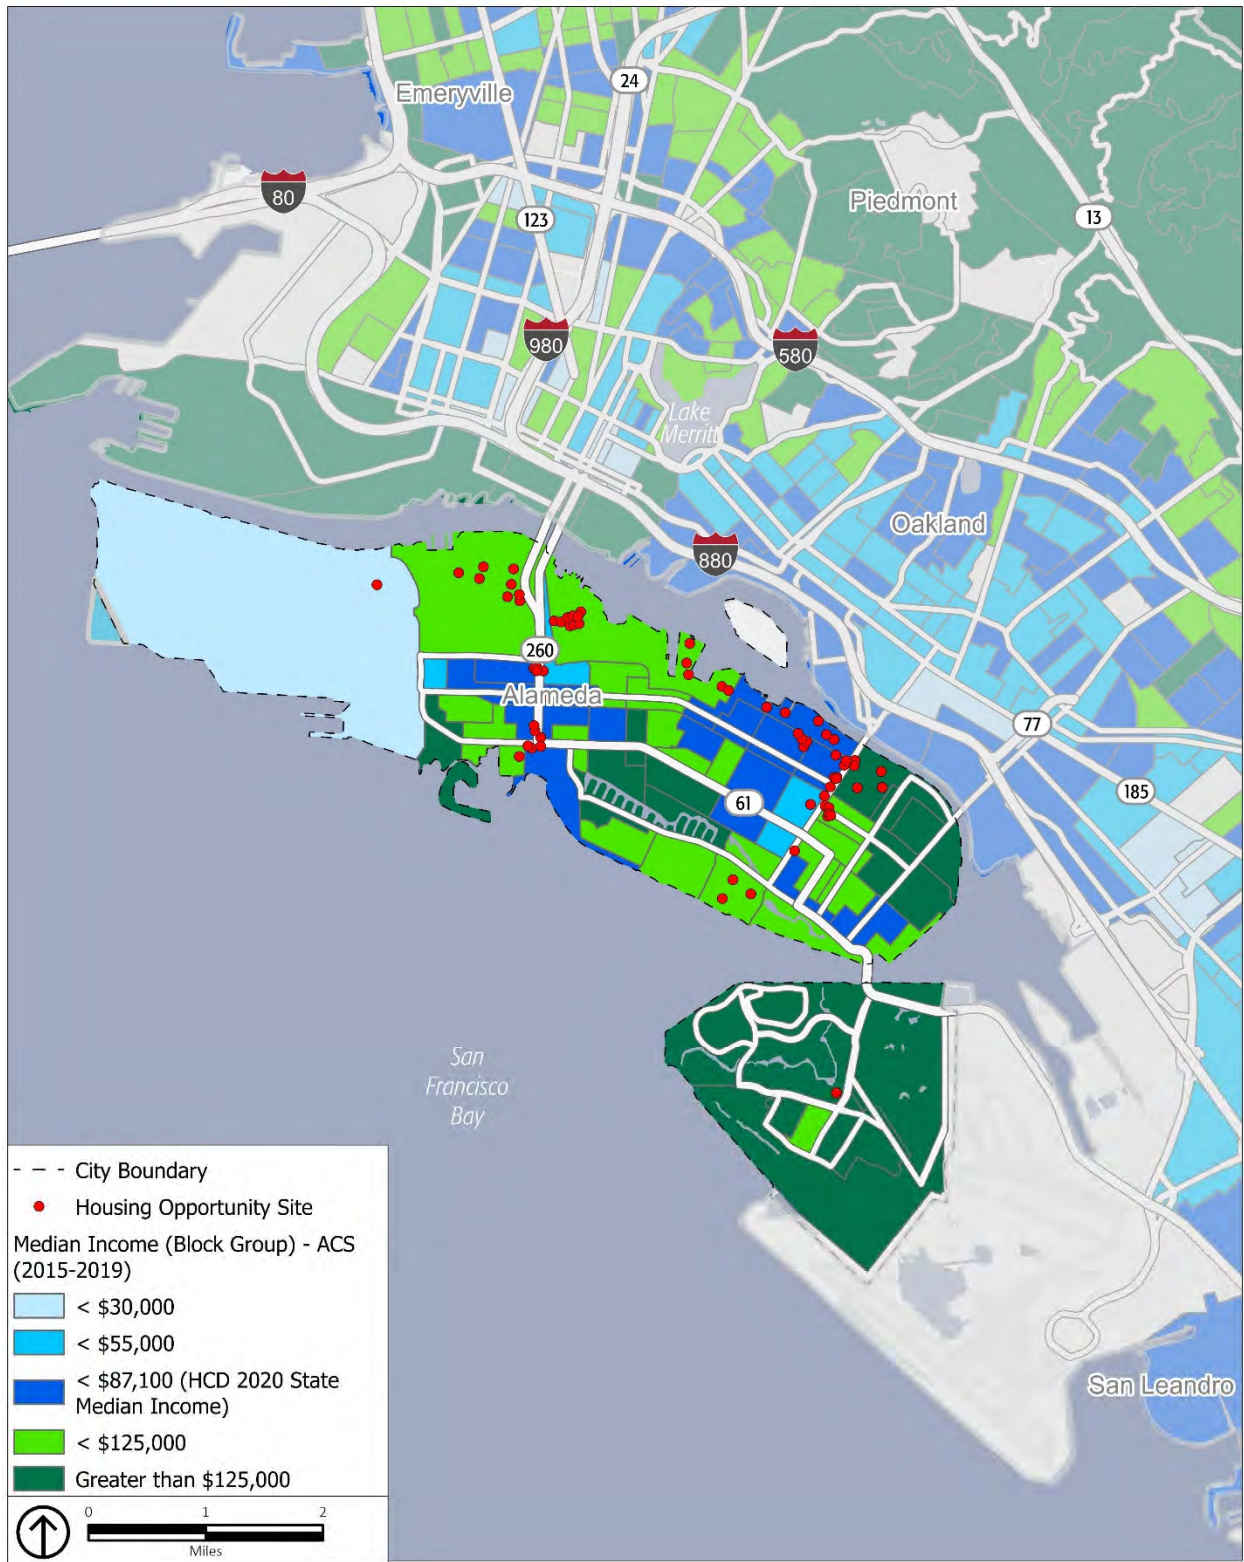 24
Emeryville
80
123
Piedmont
13
980
580
Lake
Merritt
Oakland
880
260
Alameda
77
61
185
San
Francisco
Bay
San Leandro
- - - City Boundary
Housing Opportunity Site
Median Income (Block Group) - ACS
(2015-2019)
< $30,000
< $55,000
< $87,100 (HCD 2020 State
Median Income)
< $125,000
Greater than $125,000
0 1 2
Miles